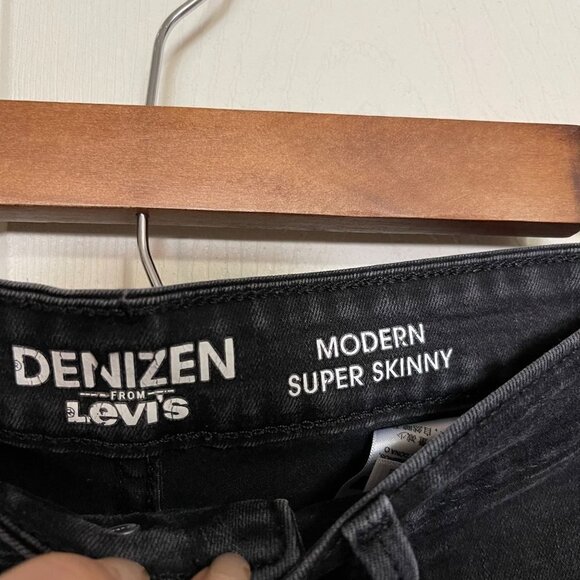 DENIZEN
FROM
Levi's
MODERN
SUPER SKINNY